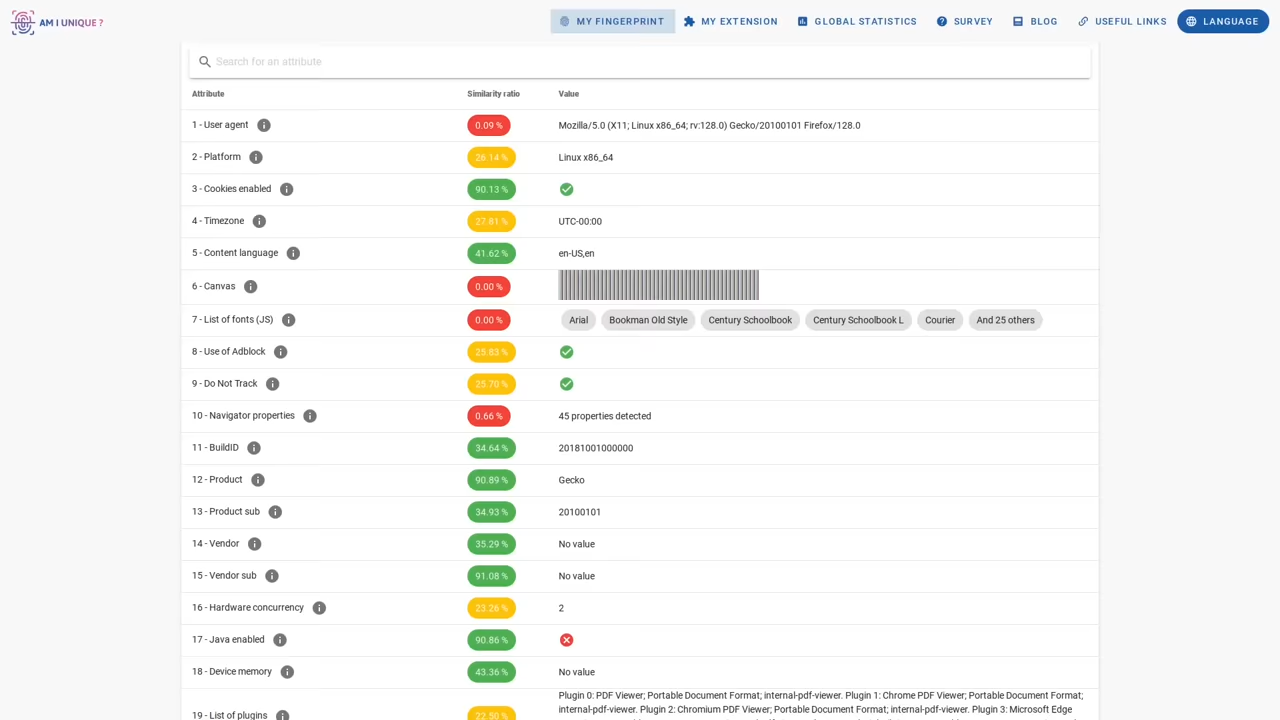 AM I UNIQUE ?
MY FINGERPRINT
MY EXTENSION
GLOBAL STATISTICS
SURVEY
BLOG
USEFUL LINKS
LANGUAGE
Search for an attribute
Attribute Similarity ratio Value
1 - User agent 0.09 % Mozilla/5.0 (X11; Linux x86_64; rv:128.0) Gecko/20100101 Firefox/128.0
2 - Platform 26.14 % Linux x86_64
3 - Cookies enabled 90.13 %
4 - Timezone 27.81 % UTC-00:00
5 - Content language 41.62 % en-US,en
6 - Canvas 0.00 %
7 - List of fonts (JS) 0.00 % Arial Bookman Old Style Century Schoolbook Century Schoolbook L Courier And 25 others
8 - Use of Adblock 25.83 %
9 - Do Not Track 25.70 %
10 - Navigator properties 0.66 % 45 properties detected
11 - BuildID 34.64 % 20181001000000
12 - Product 90.89 % Gecko
13 - Product sub 34.93 % 20100101
14 - Vendor 35.29 % No value
15 - Vendor sub 91.08 % No value
16 - Hardware concurrency 23.26 % 2
17 - Java enabled 90.86 %
18 - Device memory 43.36 % No value
Plugin 0: PDF Viewer; Portable Document Format; internal-pdf-viewer. Plugin 1: Chrome PDF Viewer; Portable Document Format;
internal-pdf-viewer. Plugin 2: Chromium PDF Viewer; Portable Document Format; internal-pdf-viewer. Plugin 3: Microsoft Edge
19 - List of plugins 22.50 %